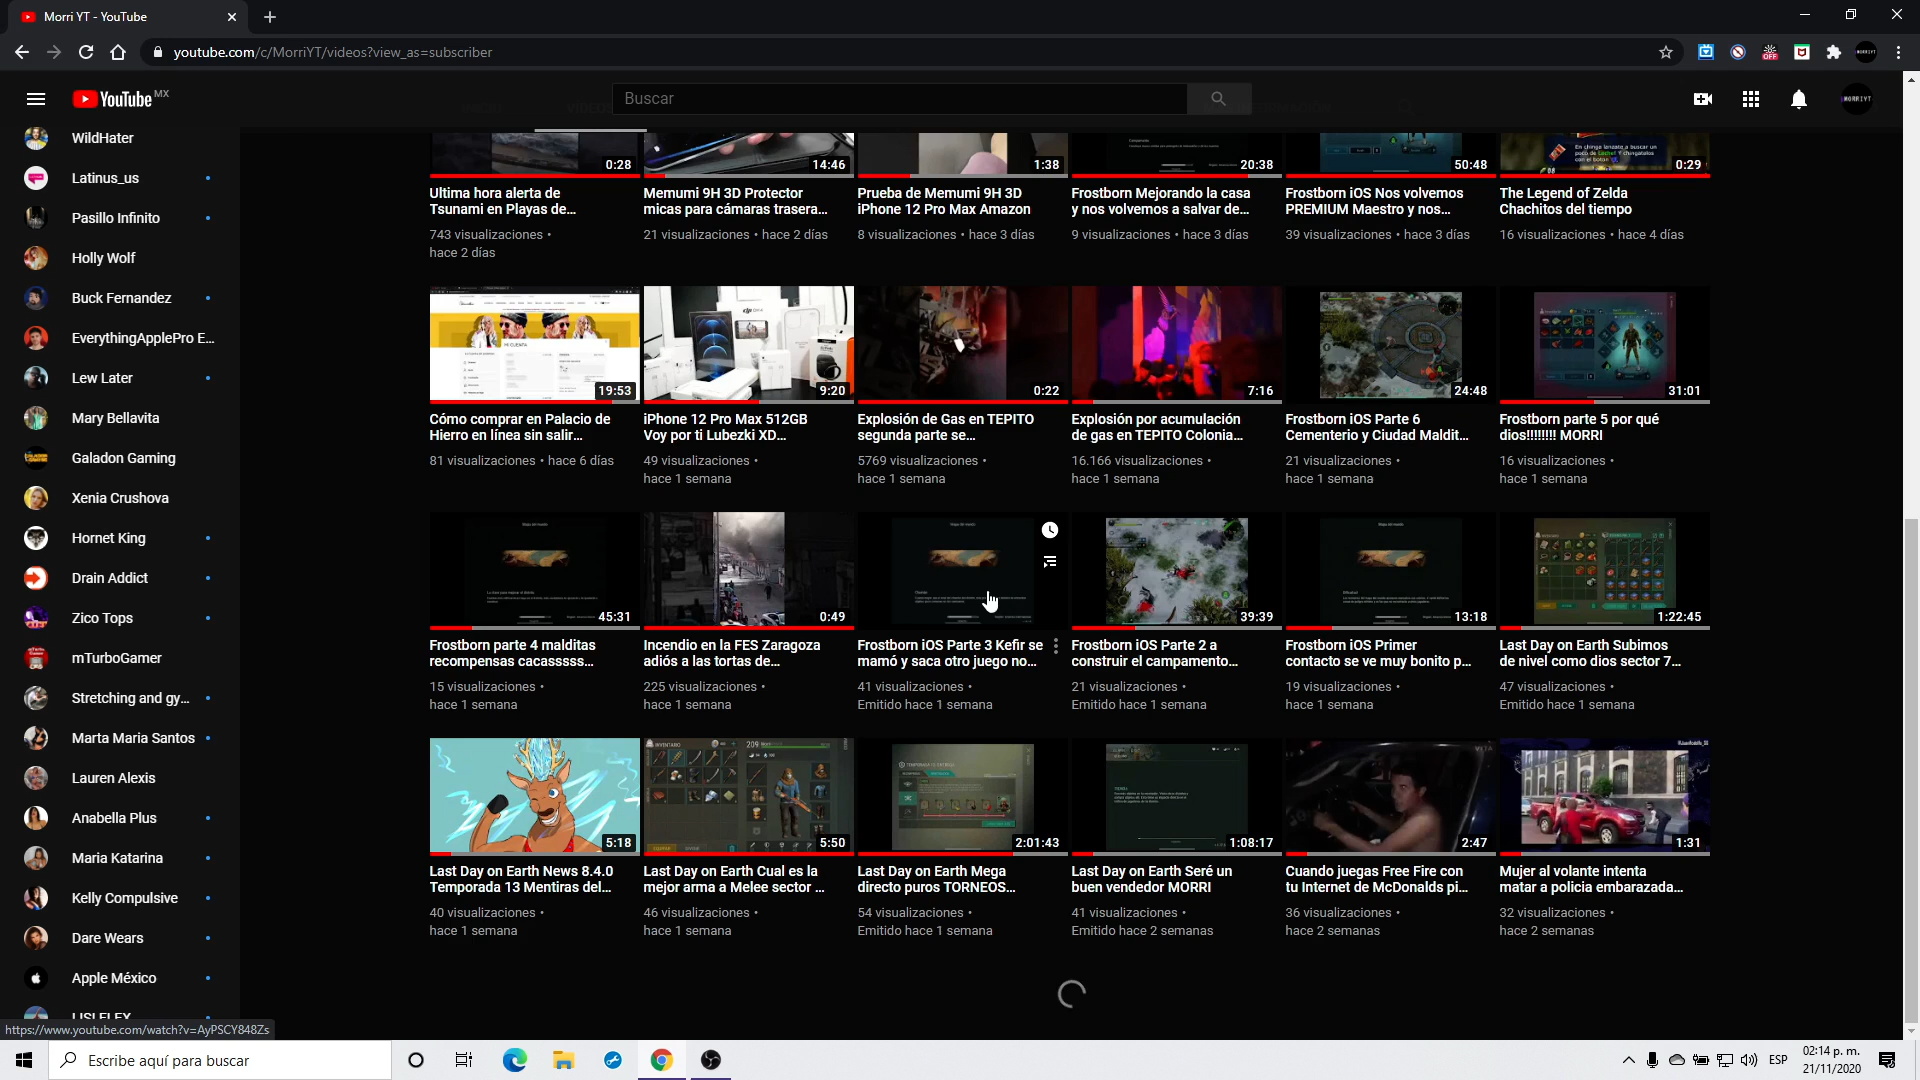 Morri YT - YouTube
youtube.com/c/MorriYT/videos?view_as=subscriber
YouTube MX
Buscar
WildHater
Latinus_us
Pasillo Infinito
Holly Wolf
Buck Fernandez
EverythingApplePro E...
Lew Later
Mary Bellavita
Galadon Gaming
Xenia Crushova
Hornet King
Drain Addict
Zico Tops
mTurboGamer
Stretching and gy...
Marta Maria Santos
Lauren Alexis
Anabella Plus
Maria Katarina
Kelly Compulsive
Dare Wears
Apple México
0:28
14:46
1:38
20:38
50:48
0:29
Ultima hora alerta de
Tsunami en Playas de...
743 visualizaciones •
hace 2 días
Memumi 9H 3D Protector
micas para cámaras trasera...
21 visualizaciones • hace 2 días
Prueba de Memumi 9H 3D
iPhone 12 Pro Max Amazon
8 visualizaciones • hace 3 días
Frostborn Mejorando la casa
y nos volvemos a salvar de...
9 visualizaciones • hace 3 días
Frostborn iOS Nos volvemos
PREMIUM Maestro y nos...
39 visualizaciones • hace 3 días
The Legend of Zelda
Chachitos del tiempo
16 visualizaciones • hace 4 días
19:53
9:20
0:22
7:16
24:48
31:01
Cómo comprar en Palacio de
Hierro en línea sin salir...
81 visualizaciones • hace 6 días
iPhone 12 Pro Max 512GB
Voy por ti Lubezki XD...
49 visualizaciones •
hace 1 semana
Explosión de Gas en TEPITO
segunda parte se...
5769 visualizaciones •
hace 1 semana
Explosión por acumulación
de gas en TEPITO Colonia...
16.166 visualizaciones •
hace 1 semana
Frostborn iOS Parte 6
Cementerio y Ciudad Maldit...
21 visualizaciones •
hace 1 semana
Frostborn parte 5 por qué
dios!!!!!!!! MORRI
16 visualizaciones •
hace 1 semana
45:31
0:49
39:39
13:18
1:22:45
Frostborn parte 4 malditas
recompensas cacasssss...
15 visualizaciones •
hace 1 semana
Incendio en la FES Zaragoza
adiós a las tortas de...
225 visualizaciones •
hace 1 semana
Frostborn iOS Parte 3 Kefir se
mamó y saca otro juego no...
41 visualizaciones •
Emitido hace 1 semana
Frostborn iOS Parte 2 a
construir el campamento...
21 visualizaciones •
Emitido hace 1 semana
Frostborn iOS Primer
contacto se ve muy bonito p...
19 visualizaciones •
hace 1 semana
Last Day on Earth Subimos
de nivel como dios sector 7...
47 visualizaciones •
Emitido hace 1 semana
5:18
5:50
2:01:43
1:08:17
2:47
1:31
Last Day on Earth News 8.4.0
Temporada 13 Mentiras del...
40 visualizaciones •
hace 1 semana
Last Day on Earth Cual es la
mejor arma a Melee sector ...
46 visualizaciones •
hace 1 semana
Last Day on Earth Mega
directo puros TORNEOS...
54 visualizaciones •
Emitido hace 1 semana
Last Day on Earth Seré un
buen vendedor MORRI
41 visualizaciones •
Emitido hace 2 semanas
Cuando juegas Free Fire con
tu Internet de McDonalds pi...
36 visualizaciones •
hace 2 semanas
Mujer al volante intenta
matar a policia embarazada...
32 visualizaciones •
hace 2 semanas
https://www.youtube.com/watch?v=AyPSCY848Zs
Escribe aquí para buscar
ESP
02:14 p. m.
21/11/2020